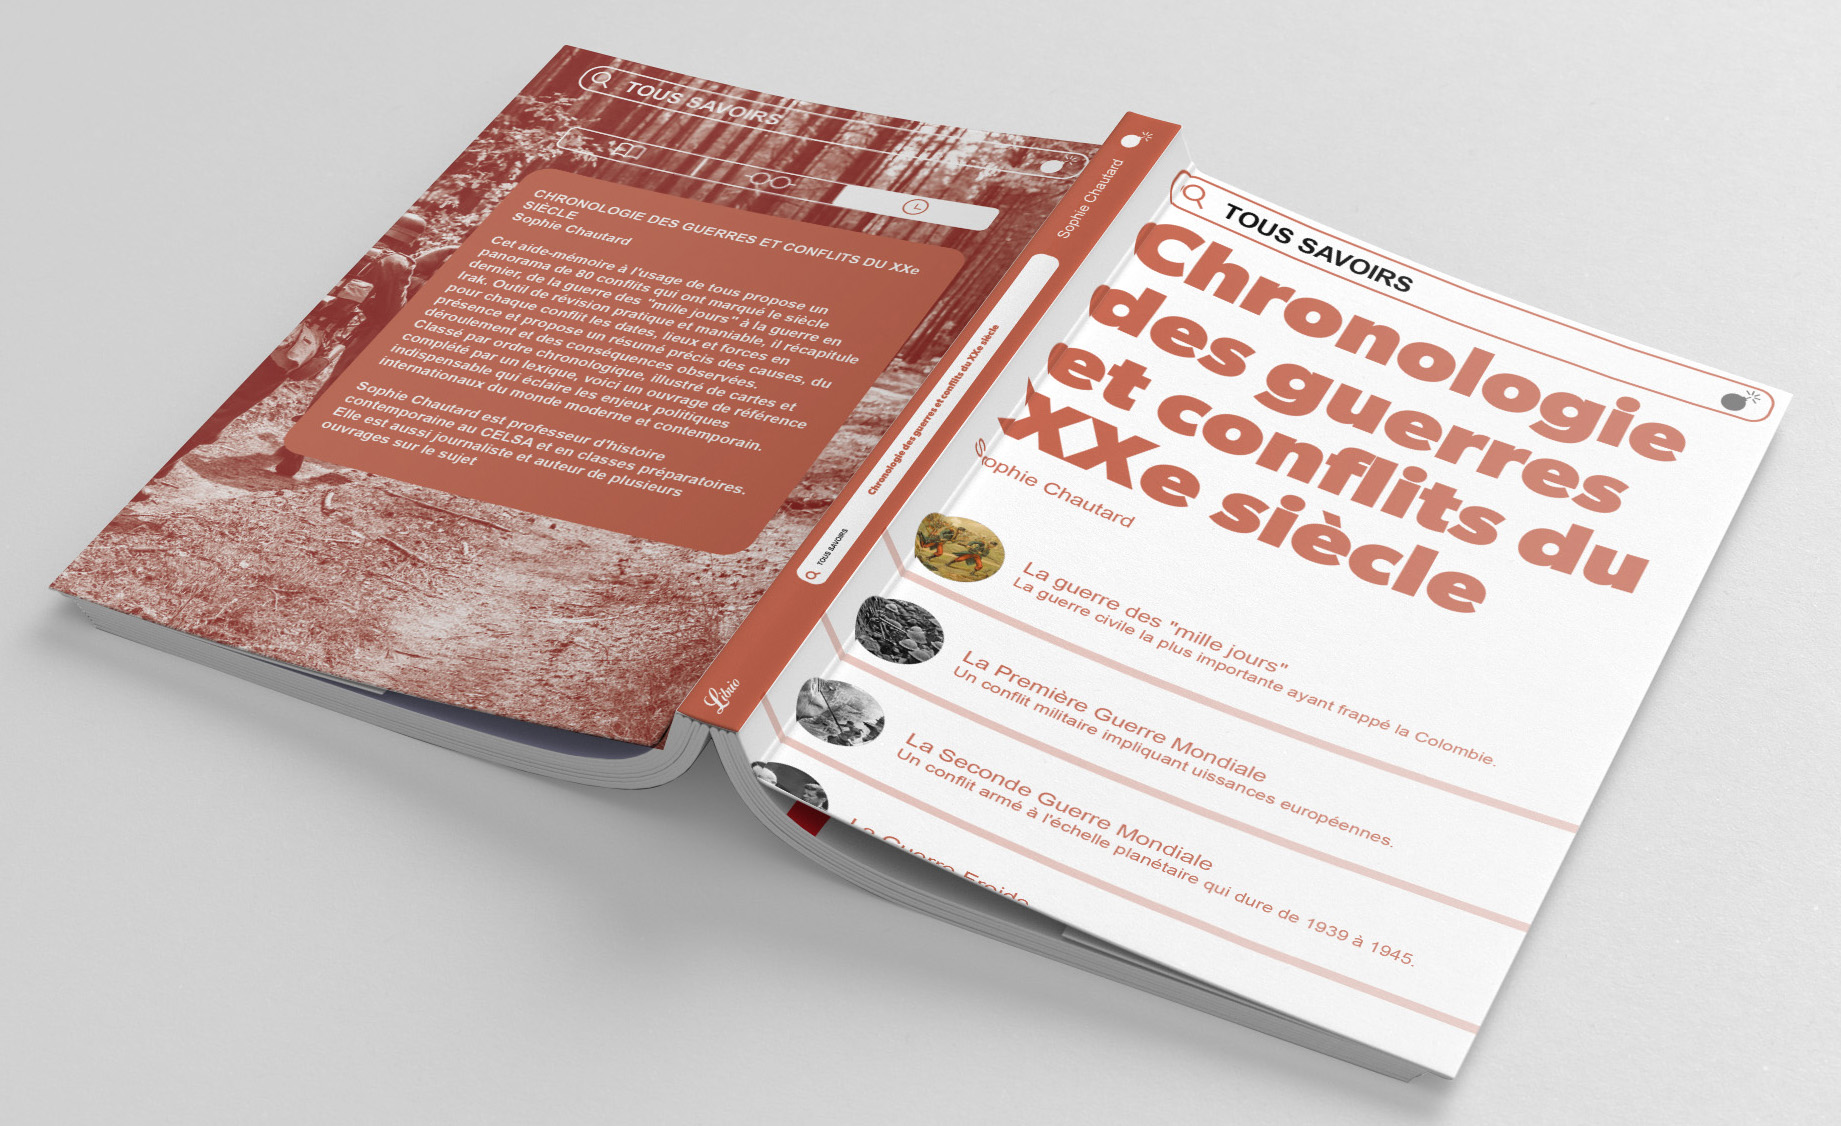 TOUS SAVOIRS
CHRONOLOGIE DES GUERRES ET CONFLITS DU XXe
SIÈCLE
Sophie Chautard
Cet aide-mémoire à l'usage de tous propose un
panorama de 80 conflits qui ont marqué le siècle
dernier, de la guerre des "mille jours" à la guerre en
Irak. Outil de révision pratique et maniable, il récapitule
pour chaque conflit les dates, lieux et forces en
présence et propose un résumé précis des causes, du
déroulement et des conséquences observées.
Classé par ordre chronologique, illustré de cartes et
complété par un lexique, voici un ouvrage de référence
indispensable qui éclaire les enjeux politiques
internationaux du monde moderne et contemporain.
Sophie Chautard est professeur d'histoire
contemporaine au CELSA et en classes préparatoires.
Elle est aussi journaliste et auteur de plusieurs
ouvrages sur le sujet
Sophie Chautard
Chronologie des guerres et conflits du XXe siècle
TOUS SAVOIRS
Librio
TOUS SAVOIRS
Chronologie
des guerres
et conflits du
XXe siècle
Sophie Chautard
La guerre des "mille jours"
La guerre civile la plus importante ayant frappé la Colombie.
La Première Guerre Mondiale
Un conflit militaire impliquant uissances européennes.
La Seconde Guerre Mondiale
Un conflit armé à l'échelle planétaire qui dure de 1939 à 1945.
La Guerre Froide